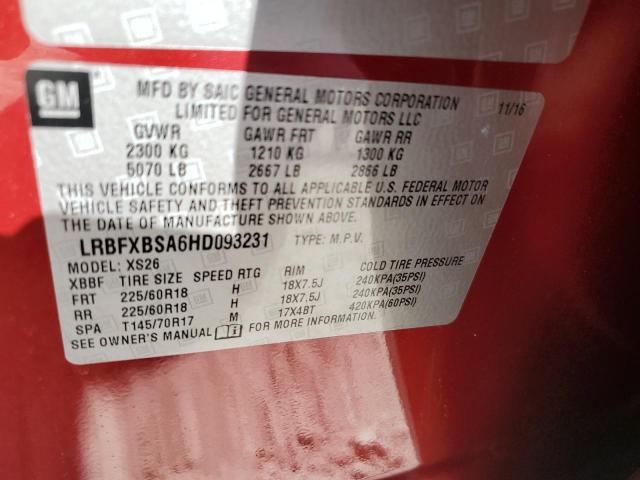 GM
MFD BY SAIC GENERAL MOTORS CORPORATION
LIMITED FOR GENERAL MOTORS LLC
11/16
GVWR GAWR FRT GAWR RR
2300 KG 1210 KG 1300 KG
5070 LB 2667 LB 2866 LB
THIS VEHICLE CONFORMS TO ALL APPLICABLE U.S. FEDERAL MOTOR
VEHICLE SAFETY AND THEFT PREVENTION STANDARDS IN EFFECT ON
THE DATE OF MANUFACTURE SHOWN ABOVE.
LRBFXBSA6HD093231 TYPE: M.P.V.
MODEL: XS26
XBBF TIRE SIZE SPEED RTG RIM COLD TIRE PRESSURE
FRT 225/60R18 H 18X7.5J 240KPA(35PSI)
RR 225/60R18 H 18X7.5J 240KPA(35PSI)
SPA T145/70R17 M 17X4BT 420KPA(60PSI)
SEE OWNER'S MANUAL FOR MORE INFORMATION.